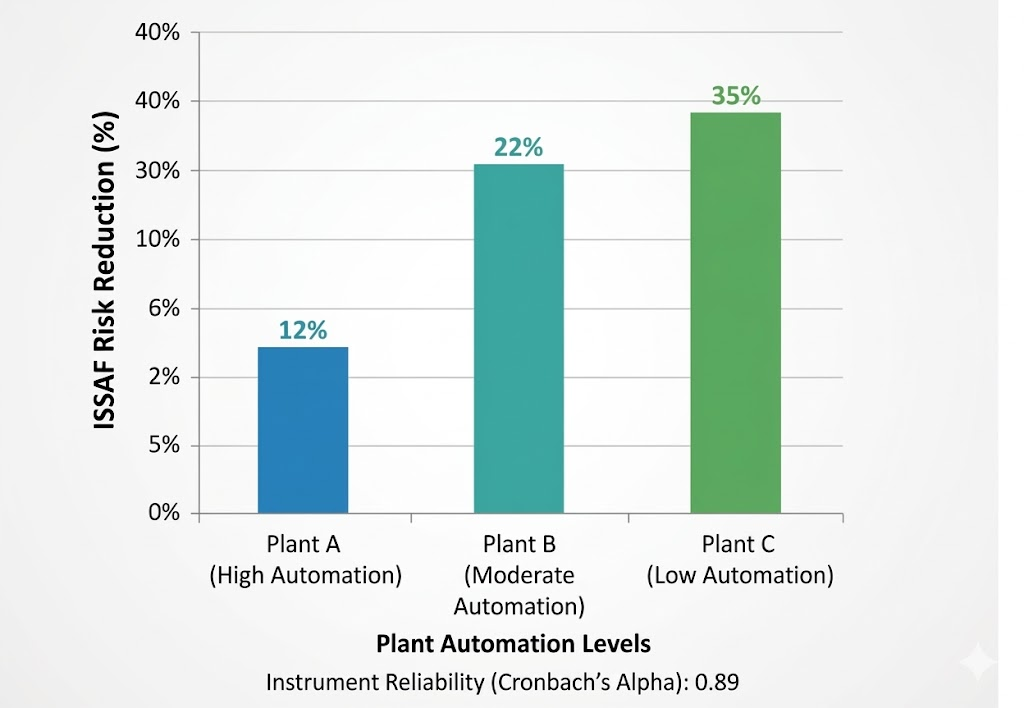 40%
40%
30%
10%
6%
2%
5%
0%
ISSAF Risk Reduction (%)
12%
22%
35%
Plant A
(High Automation)
Plant B
(Moderate
Automation)
Plant C
(Low Automation)
Plant Automation Levels
Instrument Reliability (Cronbach’s Alpha): 0.89